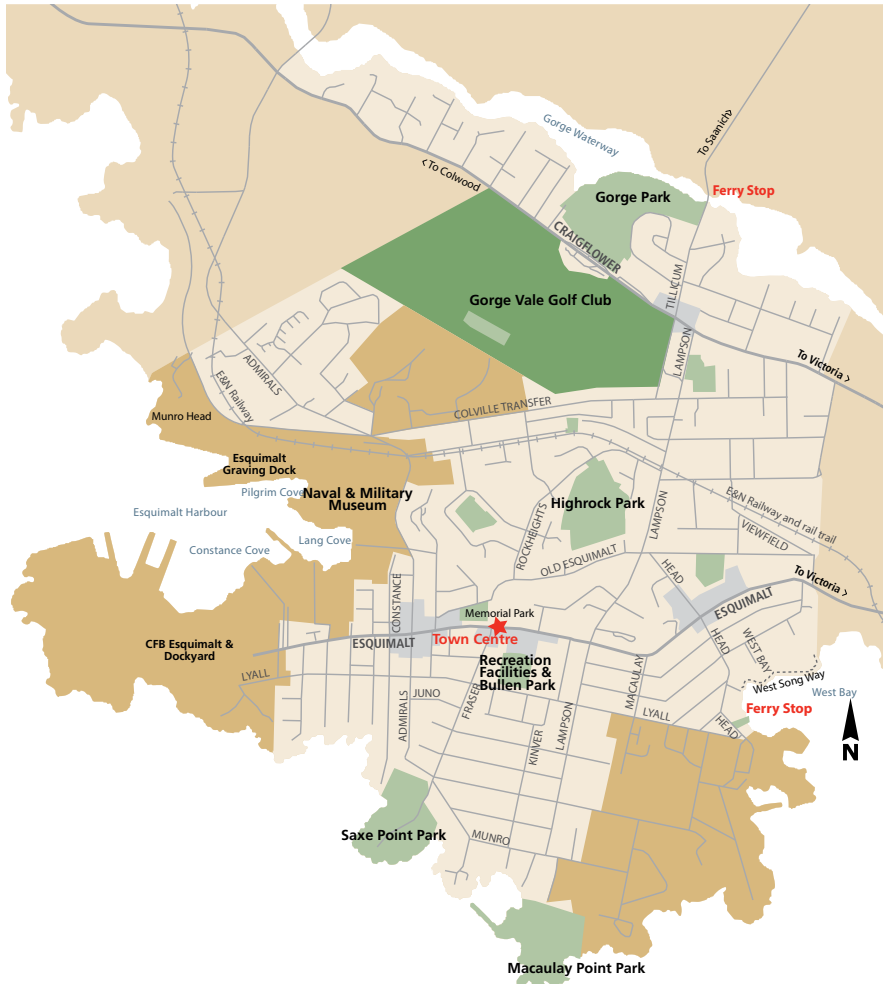 Gorge Waterway
To Saanich>
<To Colwood
Ferry Stop
Gorge Park
CRAIGFLOWER
TILLICUM
Gorge Vale Golf Club
LAMPSON
To Victoria >
ADMIRALS
E&N Railway
COLVILLE TRANSFER
Munro Head
Esquimalt
Graving Dock
Pilgrim Cove
Naval & Military
Museum
Highrock Park
E&N Railway and rail trail
Esquimalt Harbour
ROCKHEIGHTS
LAMPSON
VIEWFIELD
Lang Cove
Constance Cove
OLD ESQUIMALT
HEAD
To Victoria >
CONSTANCE
ESQUIMALT
Memorial Park
Town Centre
CFB Esquimalt &
Dockyard
ESQUIMALT
HEAD
WEST BAY
Recreation
Facilities &
Bullen Park
LYALL
MACAULAY
West Song Way
West Bay
JUNO
FRASER
ADMIRALS
LAMPSON
LYALL
Ferry Stop
HEAD
KINVER
N
Saxe Point Park
MUNRO
Macaulay Point Park